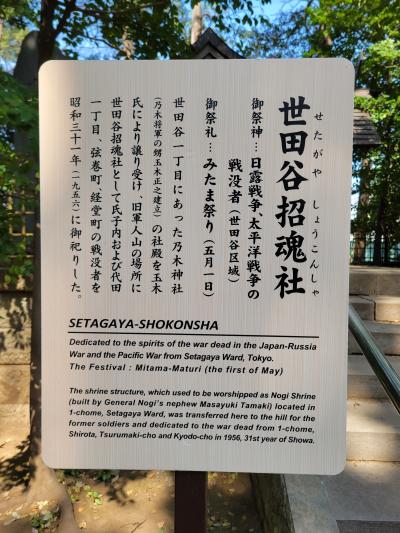 世田谷招魂社
せたがや しょうこんしゃ
御祭神…日露戦争、太平洋戦争の
戦没者(世田谷区域)
御祭礼…みたま祭り(五月一日)
世田谷一丁目にあった乃木神社
(乃木将軍の甥玉木正之建立)の社殿を玉木
氏により譲り受け、旧軍人山の場所に
世田谷招魂社として氏子内および代田
一丁目、弦巻町、経堂町の戦没者を
昭和三十一年(一九五六)に御祀りした。
SETAGAYA-SHOKONSHA
Dedicated to the spirits of the war dead in the Japan-Russia
War and the Pacific War from Setagaya Ward, Tokyo.
The Festival : Mitama-Maturi (the first of May)
The shrine structure, which used to be worshipped as Nogi Shrine
(built by General Nogi's nephew Masayuki Tamaki) located in
1-chome, Setagaya Ward, was transferred here to the hill for the
former soldiers and dedicated to the war dead from 1-chome,
Shirota, Tsurumaki-cho and Kyodo-cho in 1956, 31st year of Showa.